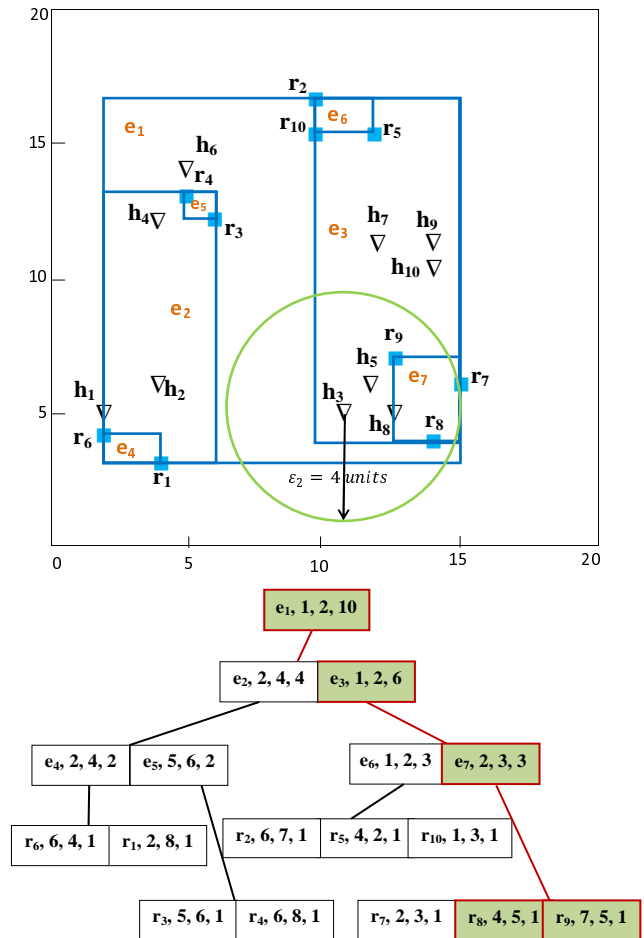 20
r2
e1
r10
e6
r5
15
h6
r4
h4
e5
r3
h7
h9
e3
h10
10
e2
r9
h5
e7
r7
h1
h2
h3
h8
5
r6
r8
e4
r1
ε2 = 4 units
0
5
10
15
20
e1, 1, 2, 10
e2, 2, 4, 4
e3, 1, 2, 6
e4, 2, 4, 2
e5, 5, 6, 2
e6, 1, 2, 3
e7, 2, 3, 3
r6, 6, 4, 1
r1, 2, 8, 1
r2, 6, 7, 1
r5, 4, 2, 1
r10, 1, 3, 1
r3, 5, 6, 1
r4, 6, 8, 1
r7, 2, 3, 1
r8, 4, 5, 1
r9, 7, 5, 1